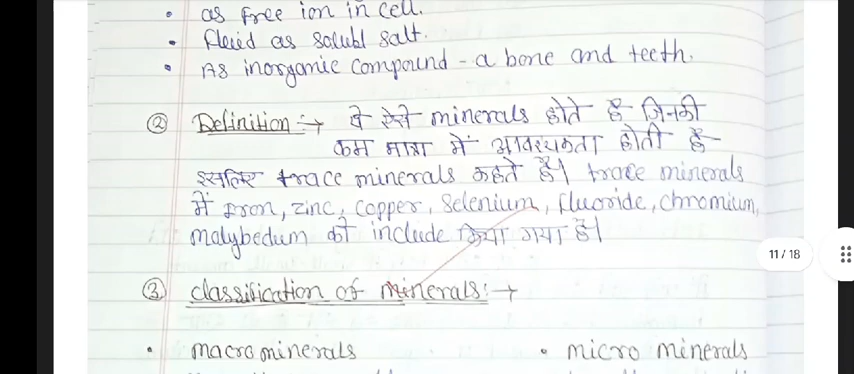 • as free ion in cell.
• Fluid as solubl salt.
• As inorganic compound - a bone and teeth.
② Definition :→ ये ऐसे minerals होते हैं जिनकी
कम मात्रा में आवश्यकता होती है
इसलिए trace minerals कहते हैं। trace minerals
में Iron, zinc, copper, Selenium, fluoride, chromium,
molybedum को include किया गया है।
11 / 18
③ classification of minerals :→
• macro minerals • micro minerals